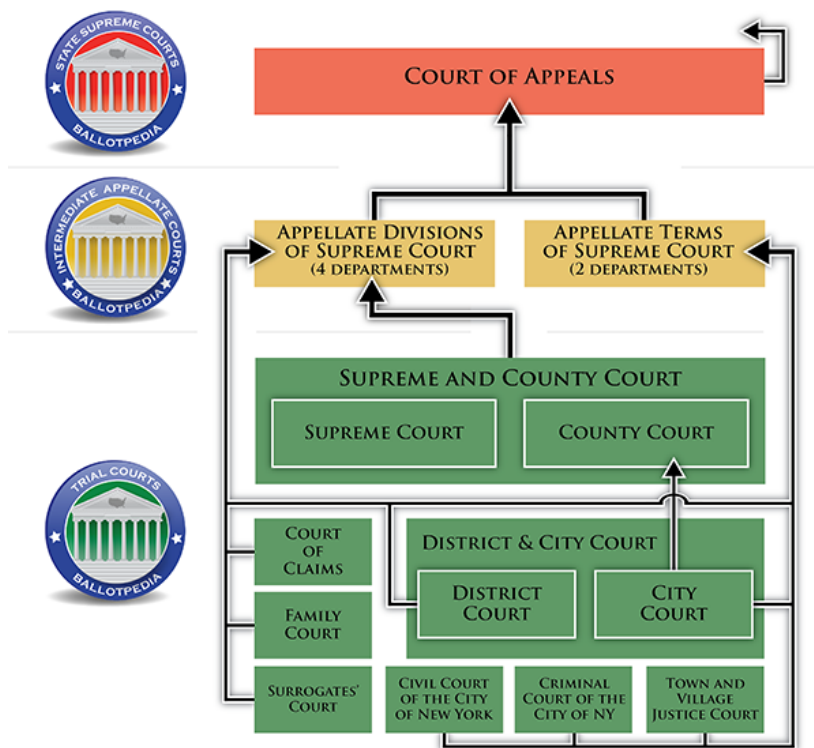 STATE SUPREME COURTS
BALLOTPEDIA
COURT OF APPEALS
INTERMEDIATE APPELLATE COURTS
BALLOTPEDIA
APPELLATE DIVISIONS
OF SUPREME COURT
(4 DEPARTMENTS)
APPELLATE TERMS
OF SUPREME COURT
(2 DEPARTMENTS)
SUPREME AND COUNTY COURT
SUPREME COURT
COUNTY COURT
TRIAL COURTS
BALLOTPEDIA
COURT
OF
CLAIMS
FAMILY
COURT
SURROGATES'
COURT
DISTRICT & CITY COURT
DISTRICT
COURT
CITY
COURT
CIVIL COURT
OF THE CITY
OF NEW YORK
CRIMINAL
COURT OF THE
CITY OF NY
TOWN AND
VILLAGE
JUSTICE COURT